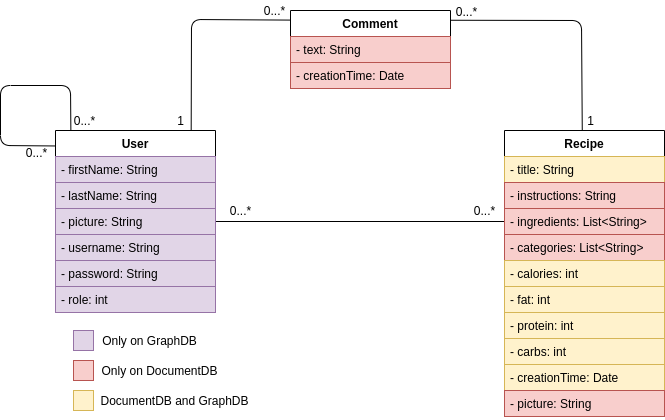 0...*
Comment
0...*
- text: String
- creationTime: Date
0...*
1
1
0...*
User
- firstName: String
- lastName: String
- picture: String
- username: String
- password: String
- role: int
0...*
0...*
Recipe
- title: String
- instructions: String
- ingredients: List<String>
- categories: List<String>
- calories: int
- fat: int
- protein: int
- carbs: int
- creationTime: Date
- picture: String
Only on GraphDB
Only on DocumentDB
DocumentDB and GraphDB